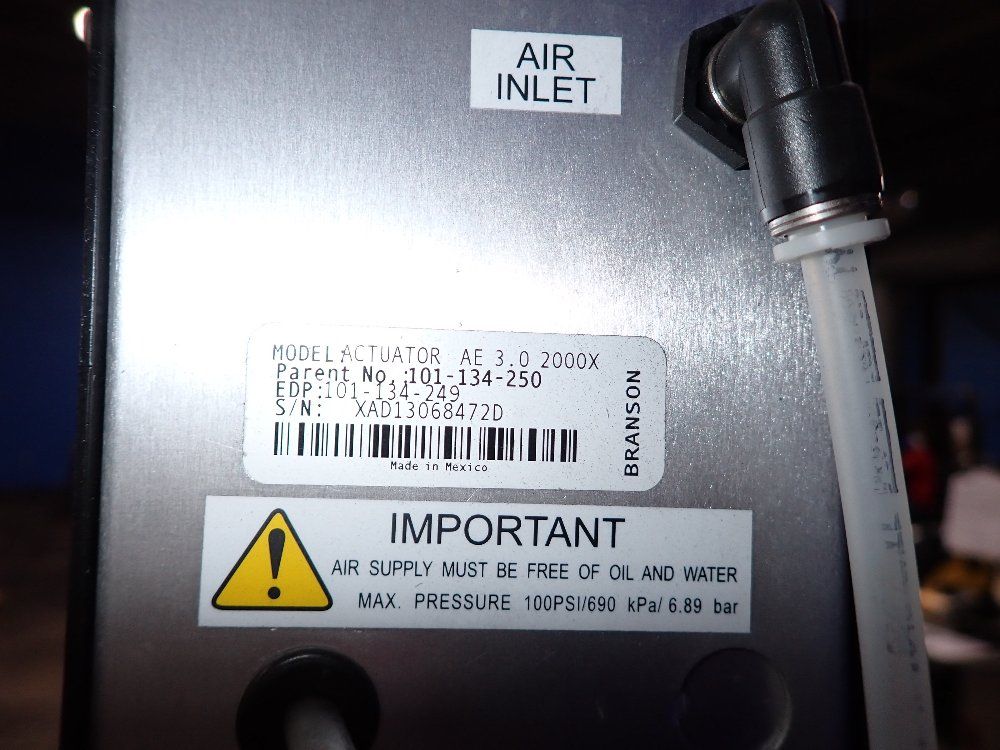 AIR
INLET
MODEL:ACTUATOR AE 3.0 2000X
Parent No.:101-134-250
EDP:101-134-249
S/N: XAD13068472D
Made in Mexico
BRANSON
IMPORTANT
AIR SUPPLY MUST BE FREE OF OIL AND WATER
MAX. PRESSURE 100PSI/690 kPa/ 6.89 bar